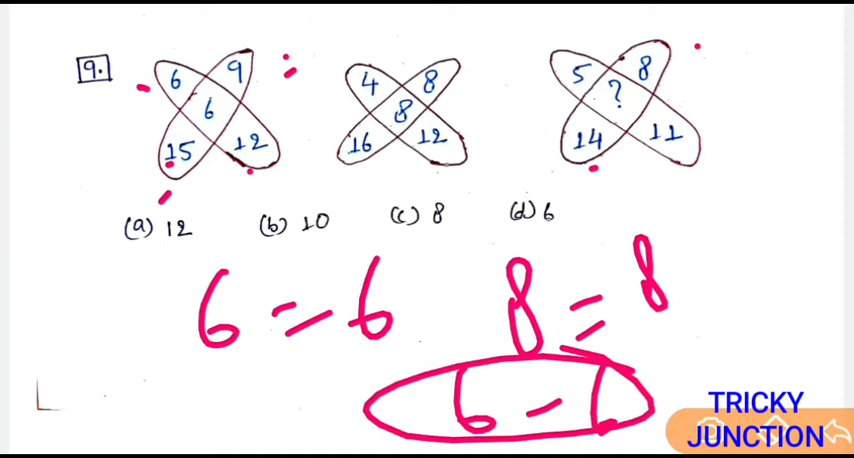 9.
6 9 6 15 12
4 8 8 16 12
5 8 ? 14 11
(a) 12 (b) 10 (c) 8 (d) 6
6 = 6 8 = 8
6 - 6
TRICKY
JUNCTION